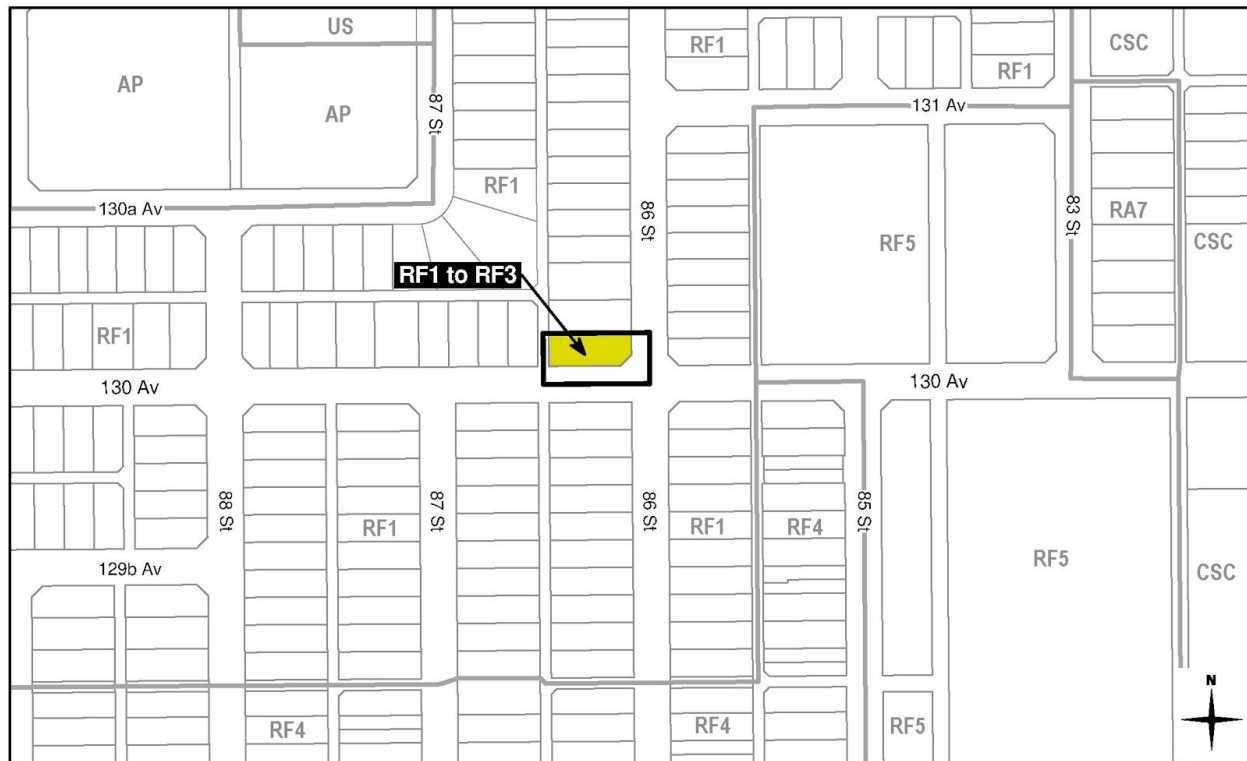 US
RF1
CSC
AP
AP
87 St
RF1
131 Av
RF1
130a Av
86 St
RF5
83 St
RA7
CSC
RF1 to RF3
RF1
130 Av
130 Av
88 St
RF1
87 St
86 St
RF1
RF4
85 St
RF5
CSC
129b Av
RF4
RF4
RF5
N